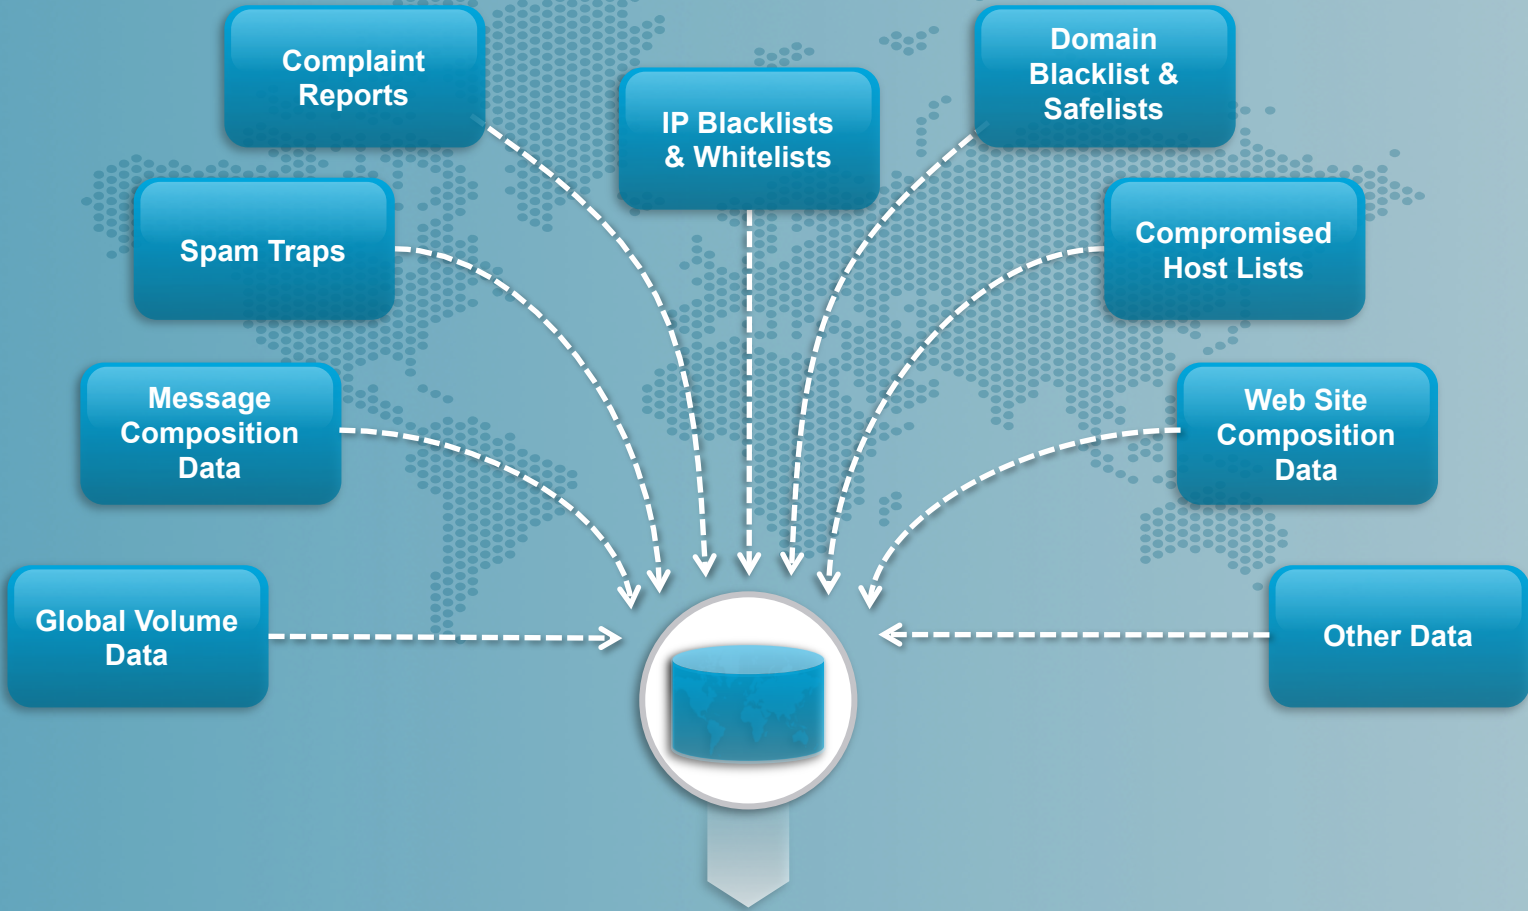 Complaint
Reports
IP Blacklists
& Whitelists
Domain
Blacklist &
Safelists
Spam Traps
Compromised
Host Lists
Message
Composition
Data
Web Site
Composition
Data
Global Volume
Data
Other Data